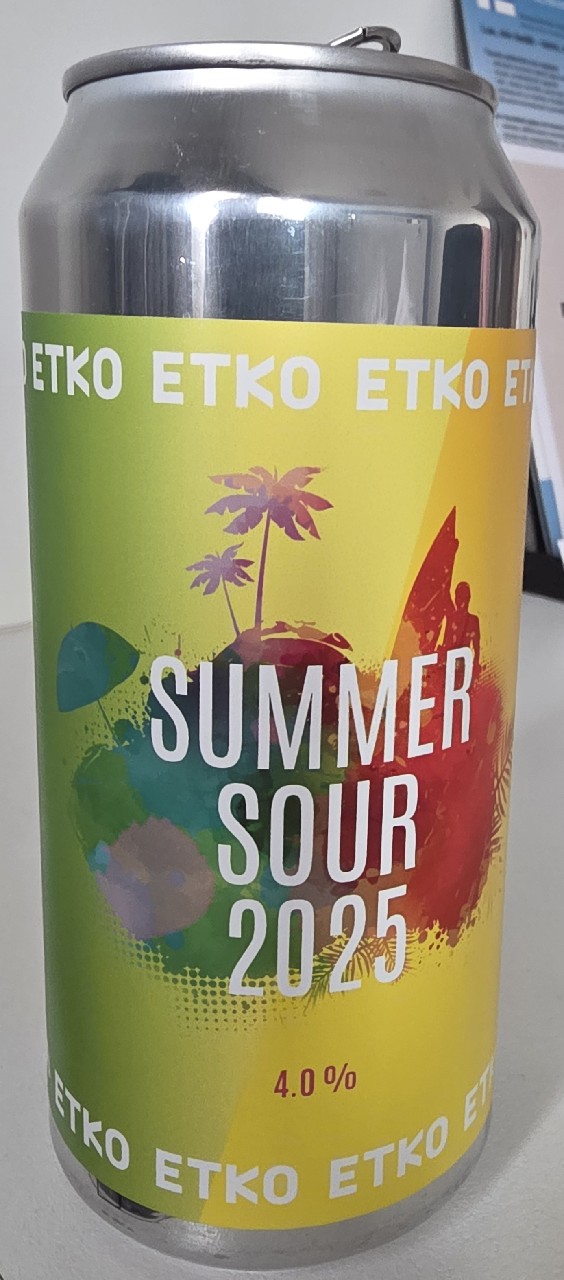 ETKO ETKO ETKO
SUMMER
SOUR
2025
4.0 %
ETKO ETKO ETKO